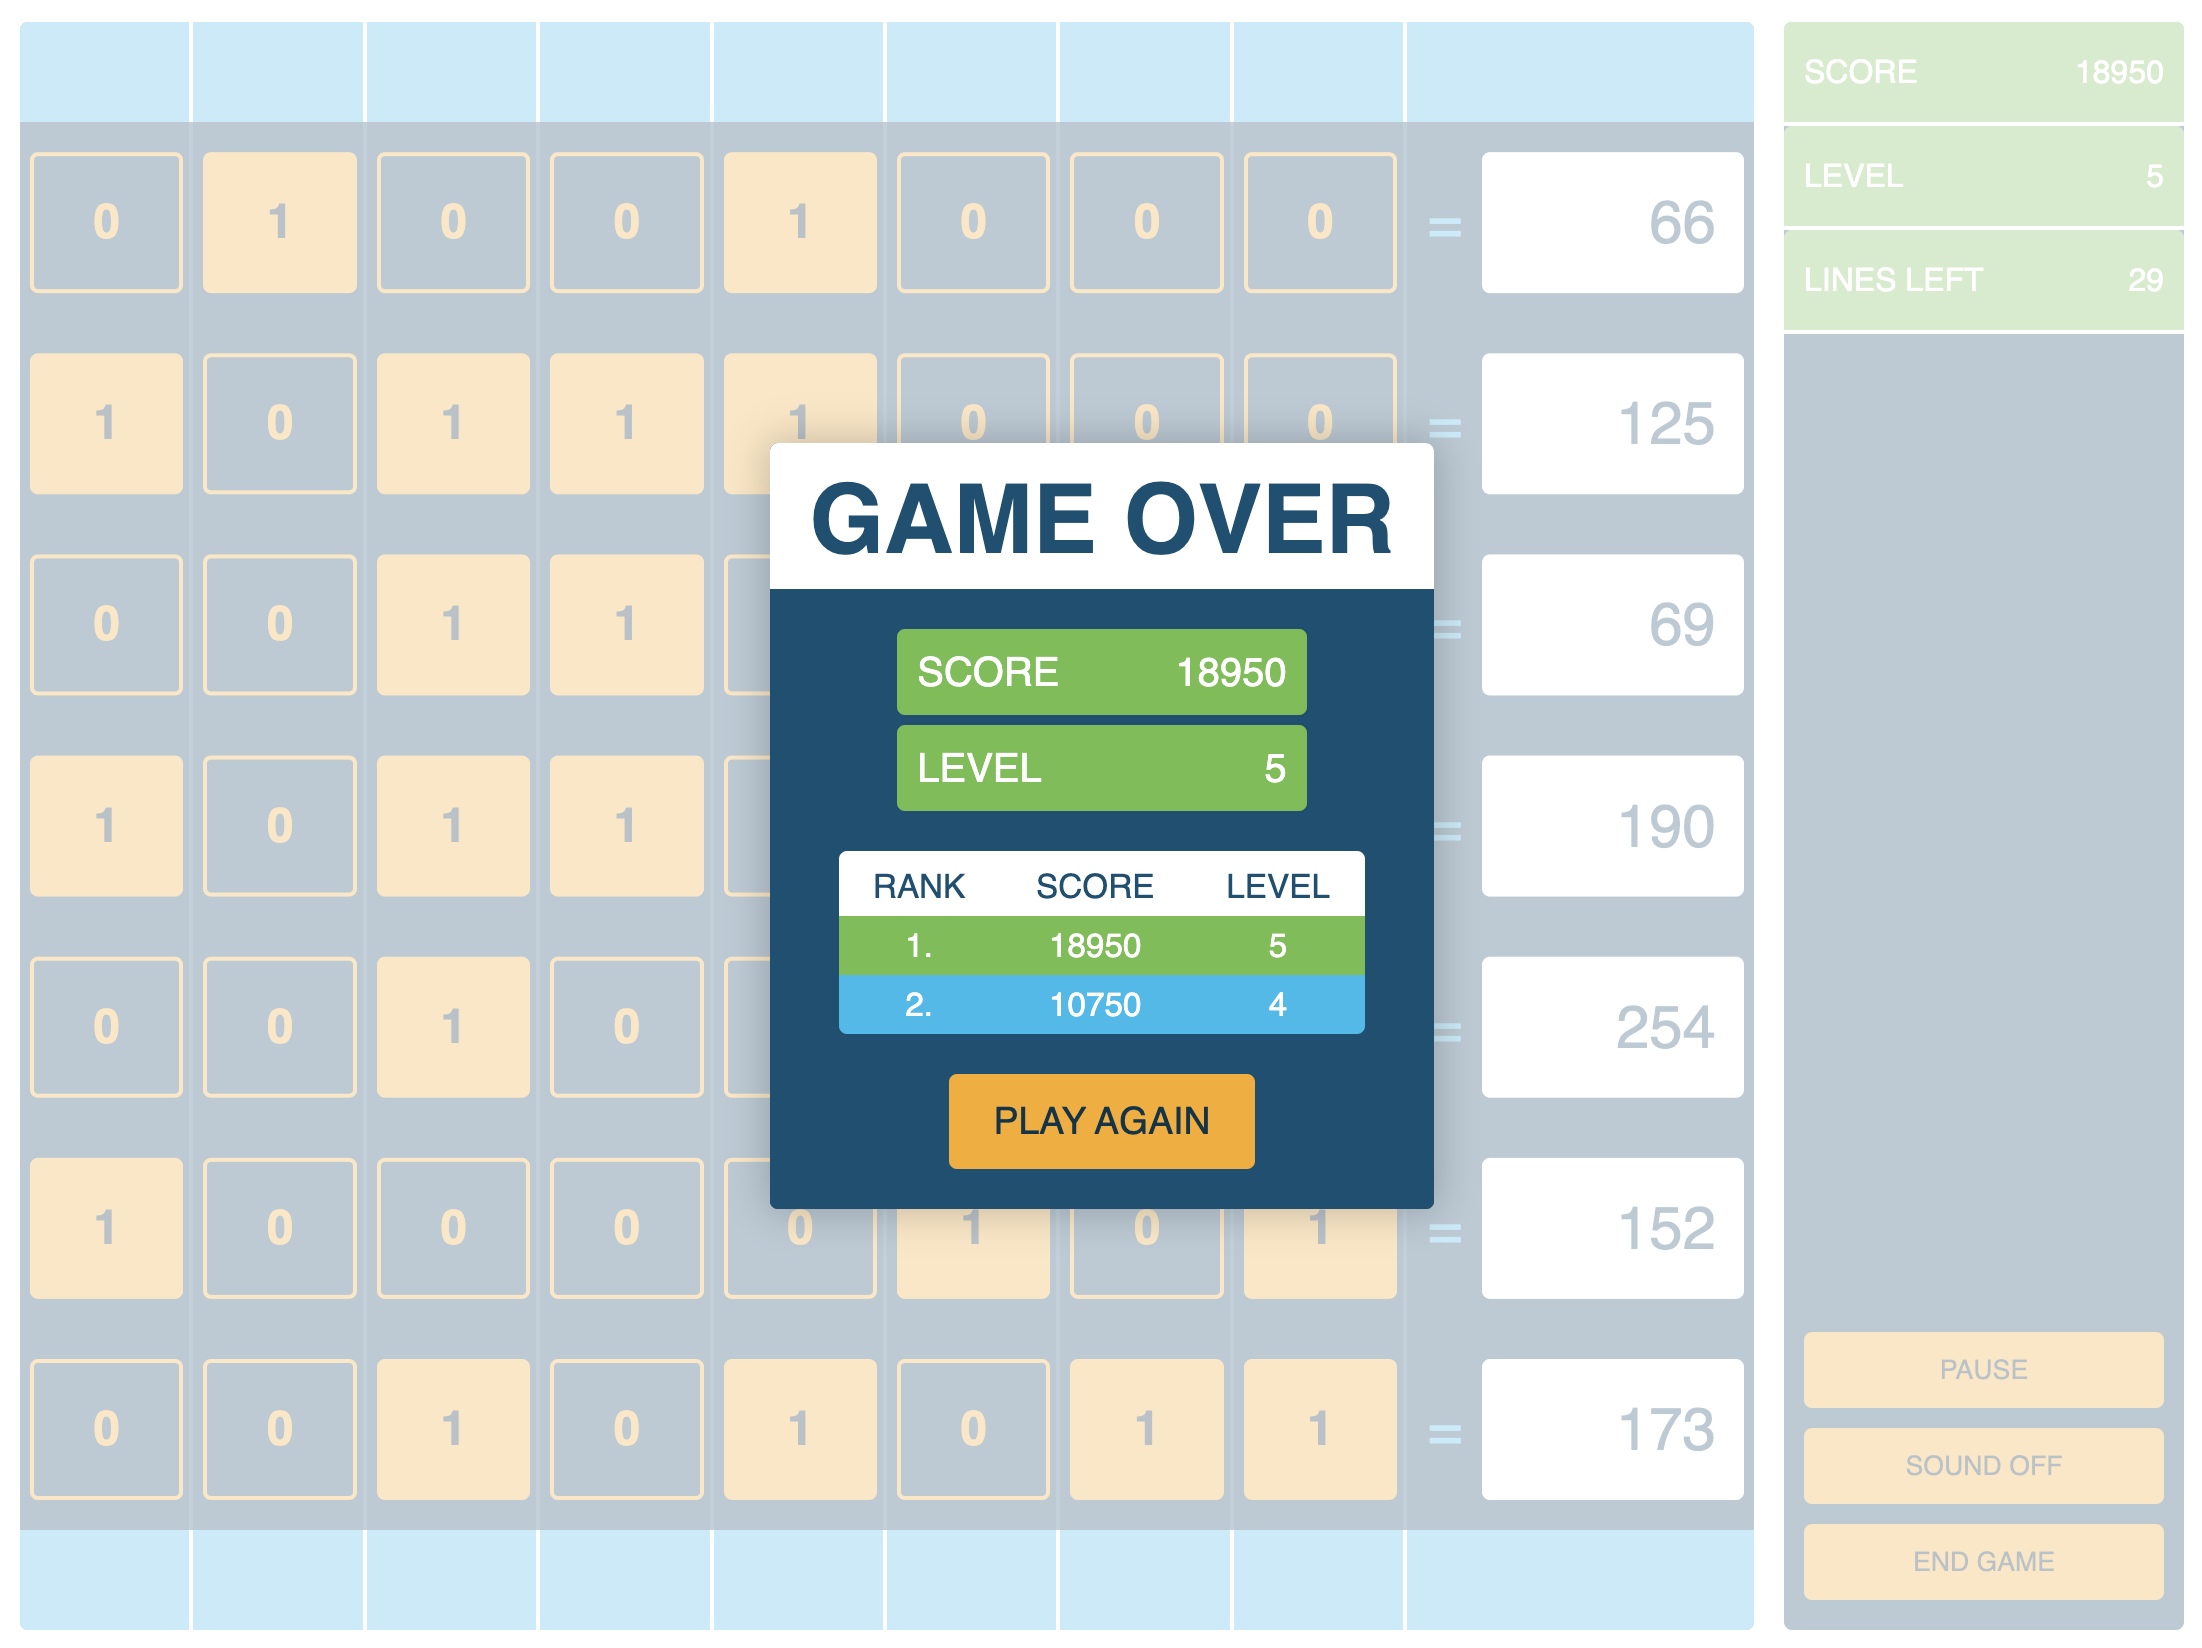 SCORE 18950
LEVEL 5
LINES LEFT 29
0 1 0 0 1 0 0 0 = 66
1 0 1 1 1 0 0 0 = 125
0 0 1 1 = 69
1 0 1 1 = 190
0 0 1 0 = 254
1 0 0 0 0 1 0 1 = 152
0 0 1 0 1 0 1 1 = 173
GAME OVER
SCORE 18950
LEVEL 5
RANK SCORE LEVEL
1. 18950 5
2. 10750 4
PLAY AGAIN
PAUSE
SOUND OFF
END GAME